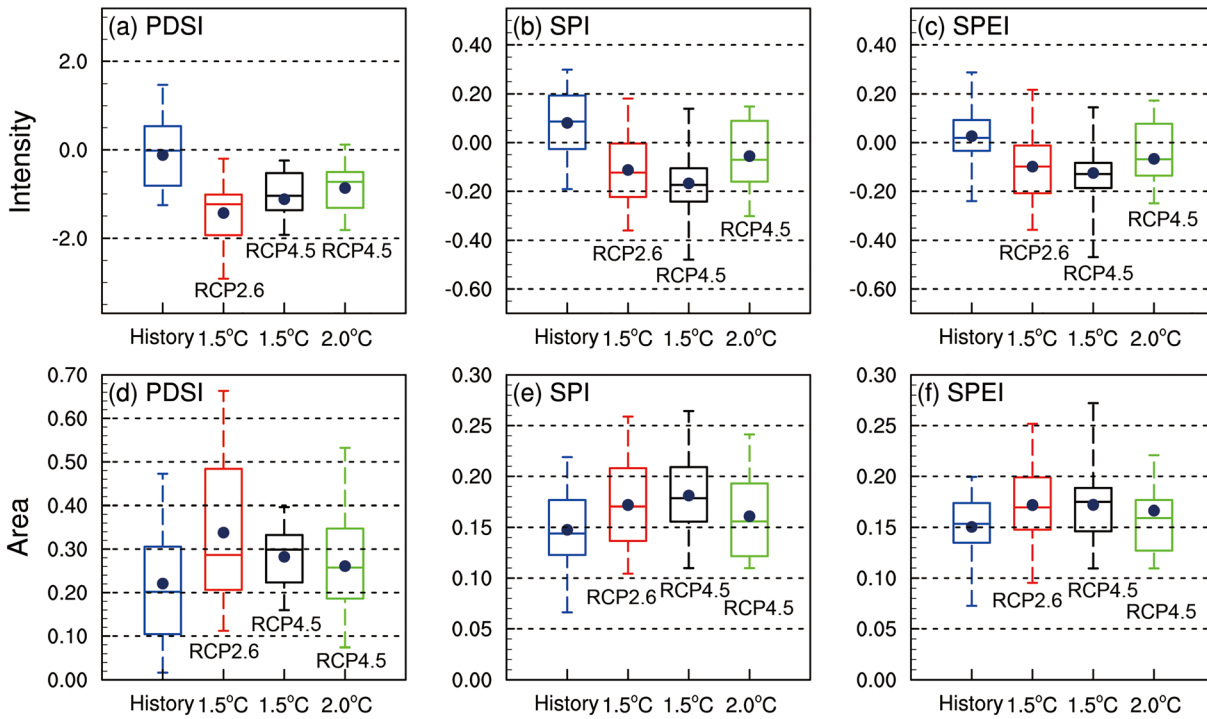 (a) PDSI
Intensity
2.0
0.0
-2.0
RCP2.6
RCP4.5
RCP4.5
History 1.5°C 1.5°C 2.0°C
(b) SPI
0.40
0.20
0.00
-0.20
-0.40
-0.60
RCP2.6
RCP4.5
RCP4.5
History 1.5°C 1.5°C 2.0°C
(c) SPEI
0.40
0.20
0.00
-0.20
-0.40
-0.60
RCP2.6
RCP4.5
RCP4.5
History 1.5°C 1.5°C 2.0°C
(d) PDSI
Area
0.70
0.60
0.50
0.40
0.30
0.20
0.10
0.00
RCP2.6
RCP4.5
RCP4.5
History 1.5°C 1.5°C 2.0°C
(e) SPI
0.30
0.25
0.20
0.15
0.10
0.05
0.00
RCP2.6
RCP4.5
RCP4.5
History 1.5°C 1.5°C 2.0°C
(f) SPEI
0.30
0.25
0.20
0.15
0.10
0.05
0.00
RCP2.6
RCP4.5
RCP4.5
History 1.5°C 1.5°C 2.0°C